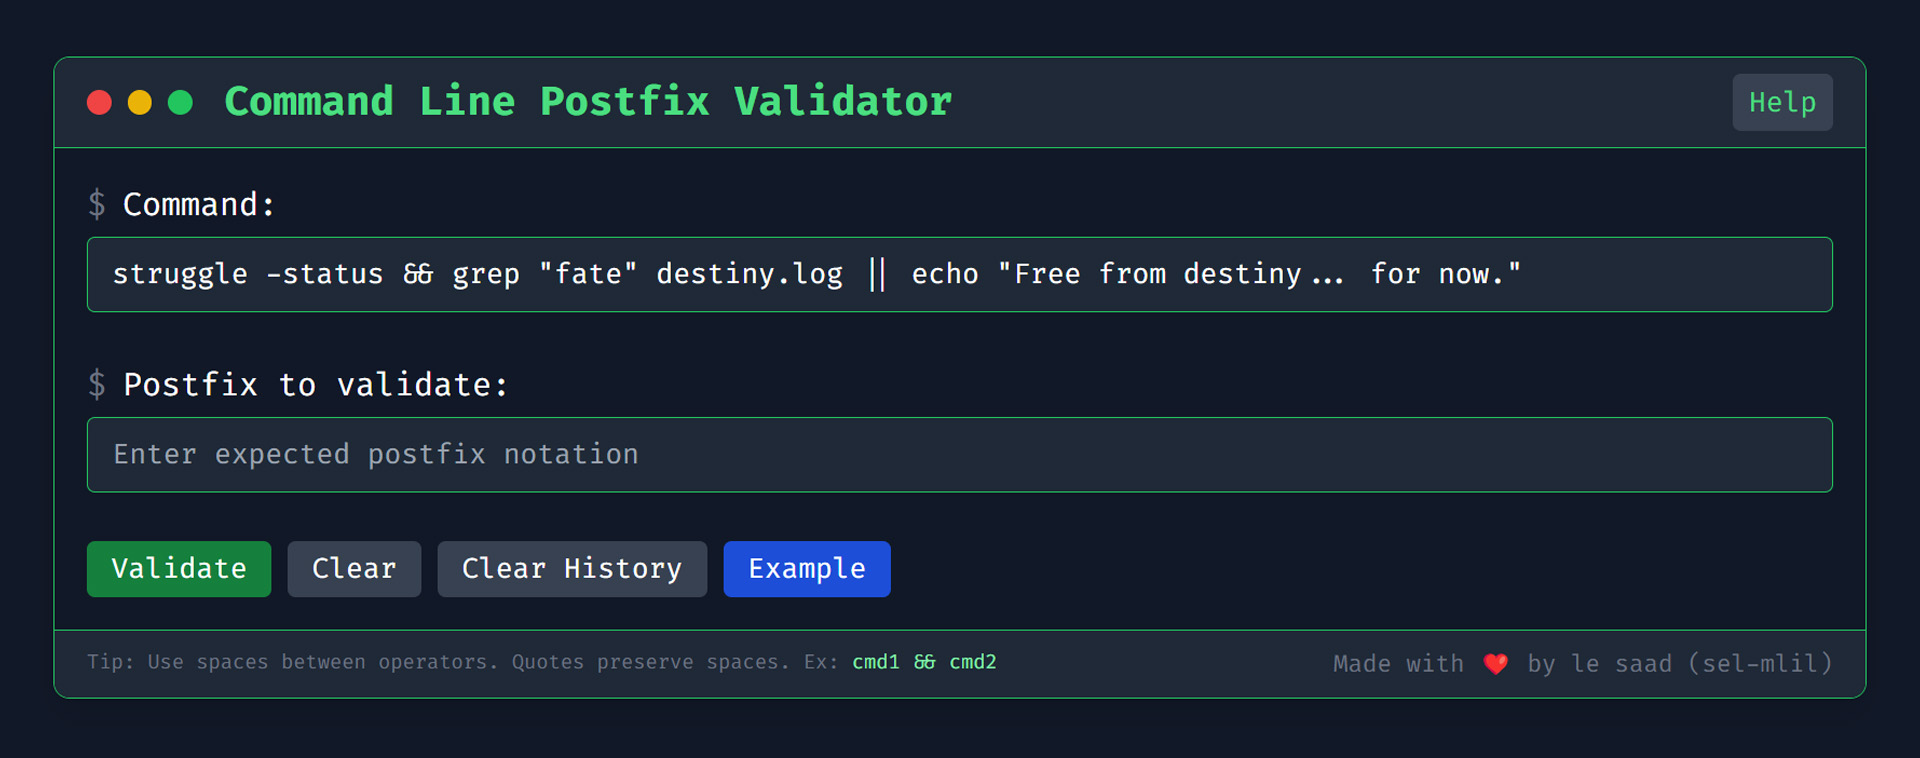 Command Line Postfix Validator
Help
$ Command:
struggle -status && grep "fate" destiny.log || echo "Free from destiny... for now."
$ Postfix to validate:
Enter expected postfix notation
Validate
Clear
Clear History
Example
Tip: Use spaces between operators. Quotes preserve spaces. Ex: cmd1 && cmd2
Made with ❤️ by le saad (sel-mlil)